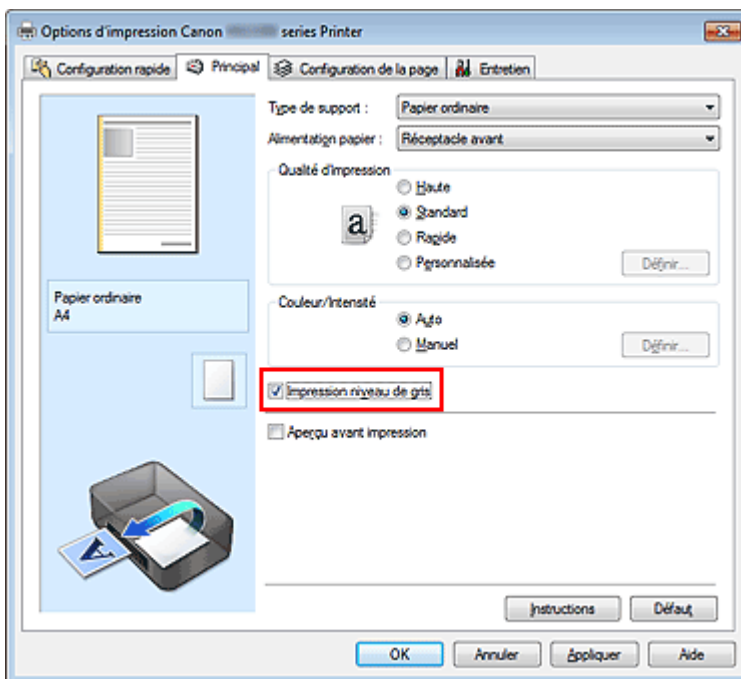 Options d'impression Canon series Printer
Configuration rapide Principal Configuration de la page Entretien
Type de support : Papier ordinaire
Alimentation papier : Réceptacle avant
Qualité d'impression
Haute
a Standard
Rapide
Personnalisée Définir...
Papier ordinaire
A4
Couleur/Intensité
Auto
Manuel Définir...
Impression niveau de gris
Aperçu avant impression
A
Instructions Défaut
OK Annuler Appliquer Aide